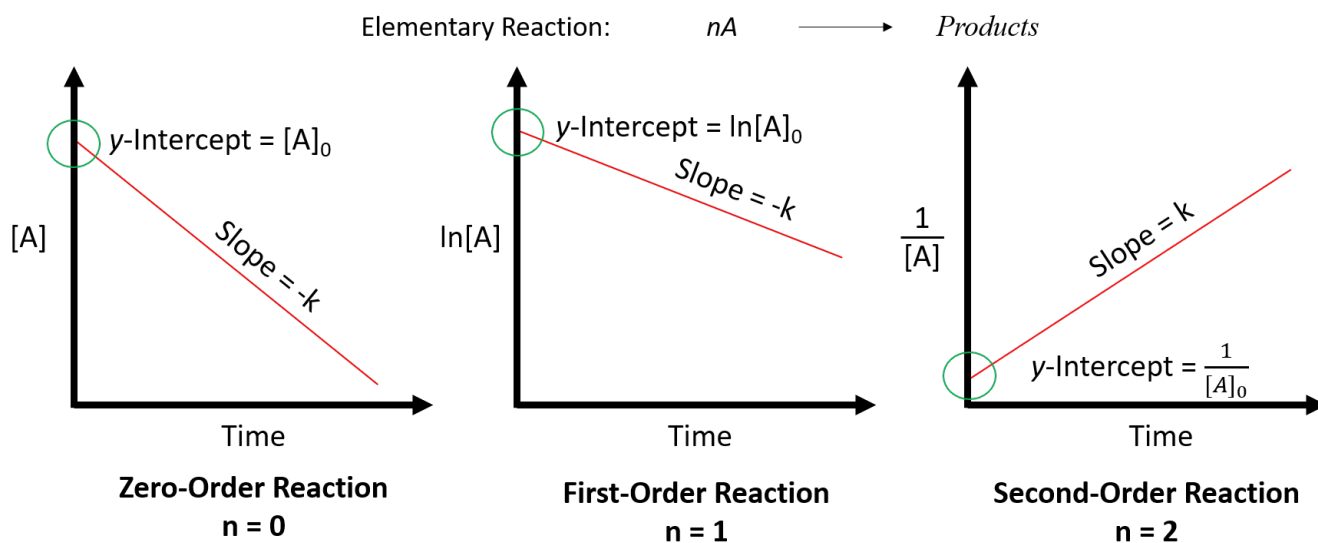 Elementary Reaction: nA ⟶ Products
y-Intercept = [A]₀
[A]
Slope = -k
Time
Zero-Order Reaction
n = 0
y-Intercept = ln[A]₀
ln[A]
Slope = -k
Time
First-Order Reaction
n = 1
1/[A]
Slope = k
y-Intercept = 1/[A]₀
Time
Second-Order Reaction
n = 2